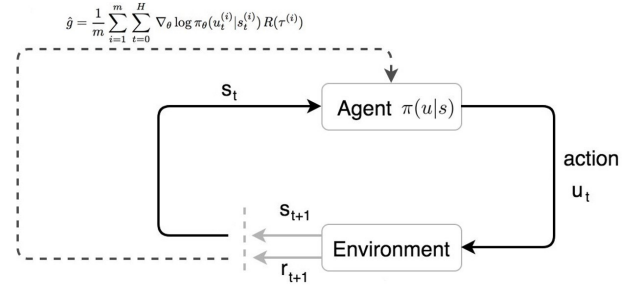 ĝ = 1/m ∑_{i=1}^{m} ∑_{t=0}^{H} ∇_θ log π_θ(u_t^{(i)}|s_t^{(i)}) R(τ^{(i)})
s_t
Agent π(u|s)
action
u_t
s_{t+1}
Environment
r_{t+1}